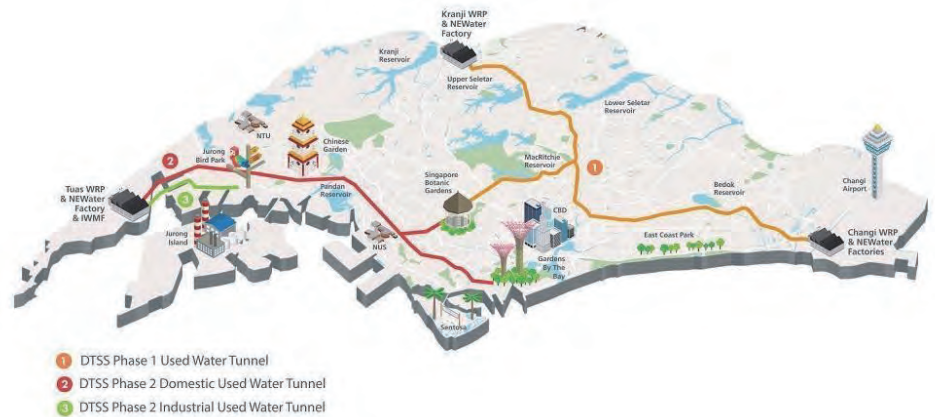 Kranji WRP
& NEWater
Factory
Kranji
Reservoir
Upper Seletar
Reservoir
Lower Seletar
Reservoir
NTU
Chinese
Garden
Jurong
Bird Park
MacRitchie
Reservoir
1
Changi
Airport
2
Singapore
Botanic
Gardens
Pandan
Reservoir
Bedok
Reservoir
Tuas WRP
& NEWater
Factory
& IWMF
3
CBD
Jurong
Island
NUS
East Coast Park
Changi WRP
& NEWater
Factories
Gardens
By The
Bay
Sentosa
1 DTSS Phase 1 Used Water Tunnel
2 DTSS Phase 2 Domestic Used Water Tunnel
3 DTSS Phase 2 Industrial Used Water Tunnel